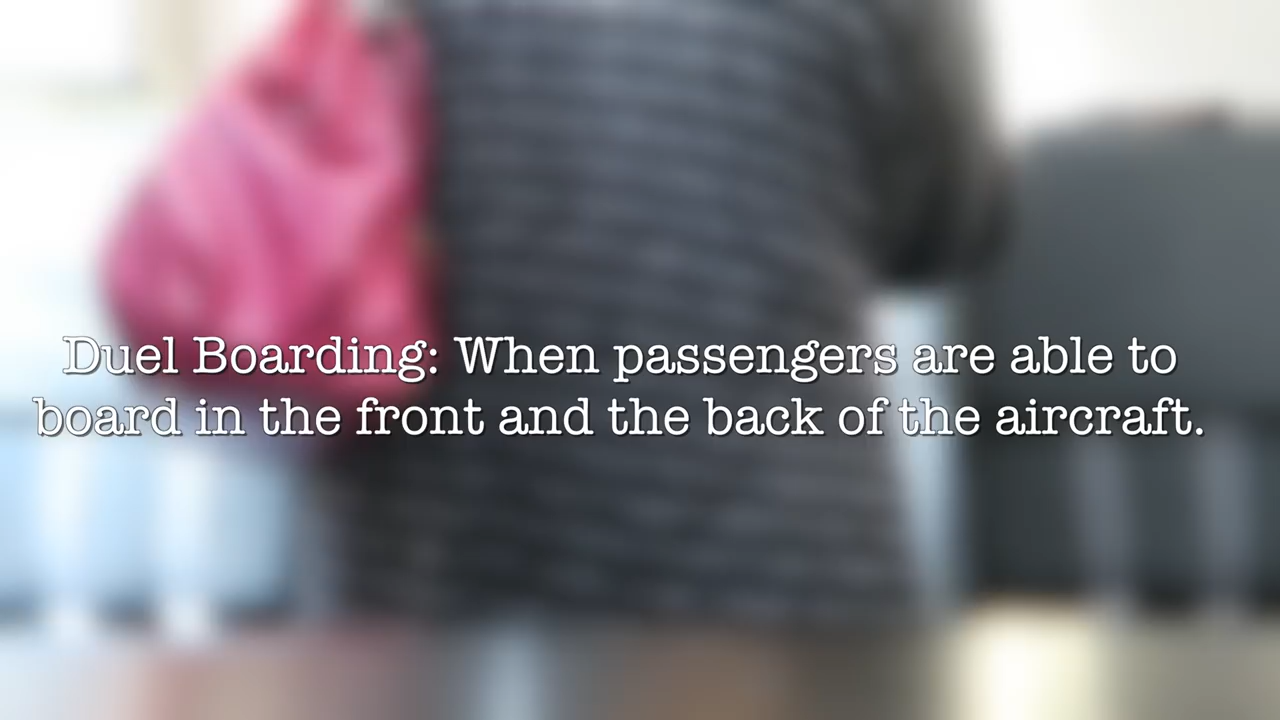 Duel Boarding: When passengers are able to
board in the front and the back of the aircraft.